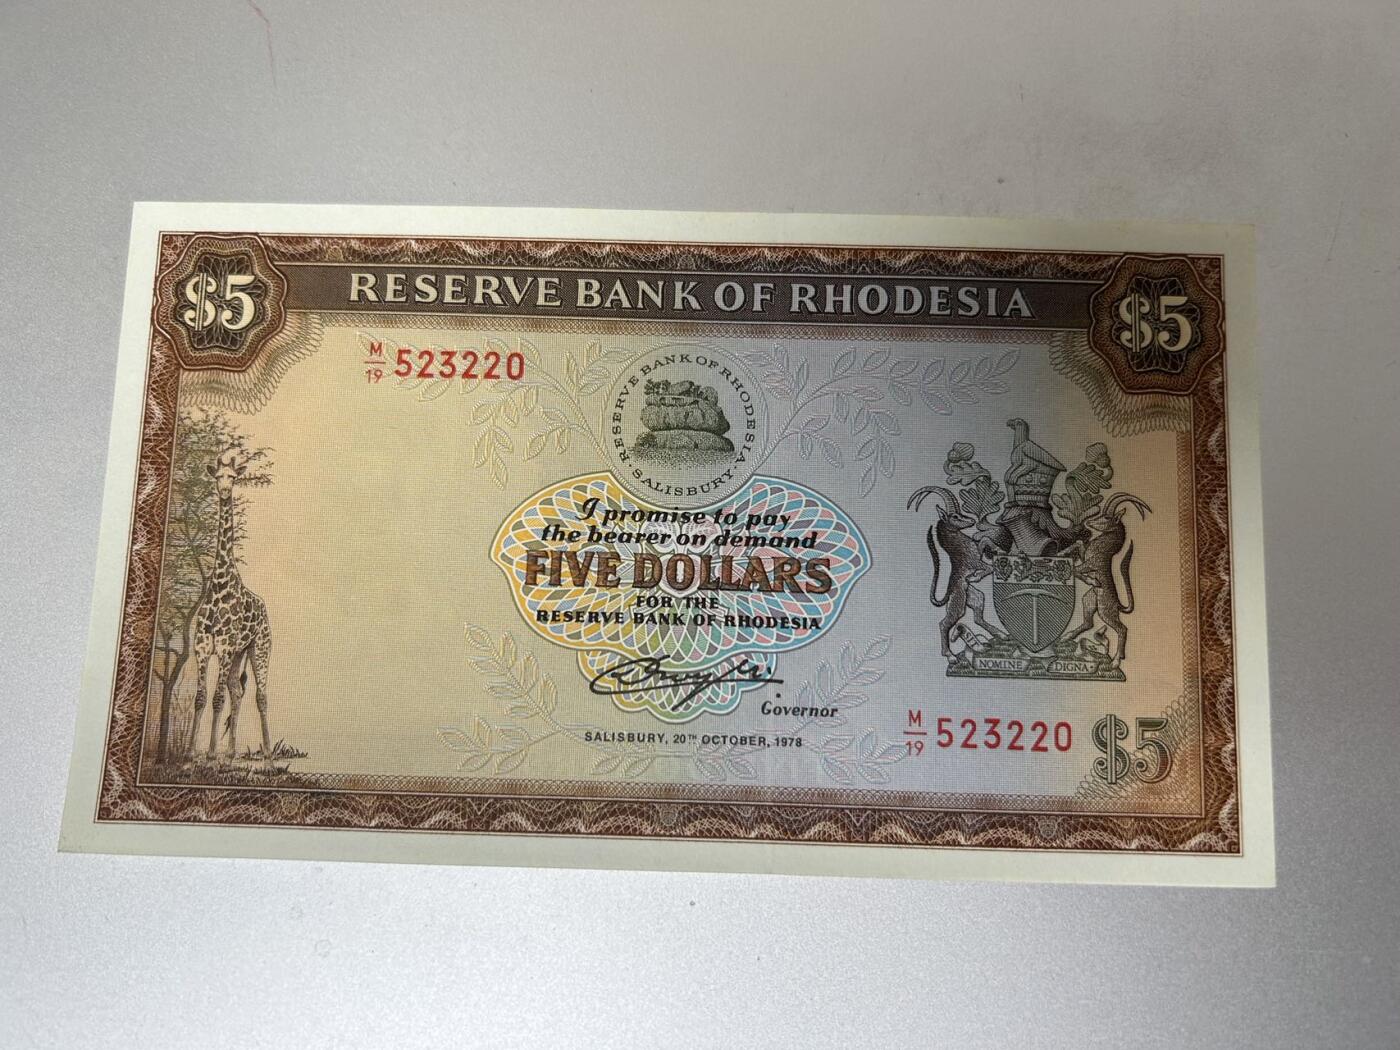 $5
RESERVE BANK OF RHODESIA
$5
M/19 523220
RESERVE BANK OF RHODESIA
· SALISBURY ·
I promise to pay
the bearer on demand
FIVE DOLLARS
FOR THE
RESERVE BANK OF RHODESIA
SIT
NOMINE
DIGNA
Governor
M/19 523220
$5
SALISBURY, 20TH OCTOBER, 1978